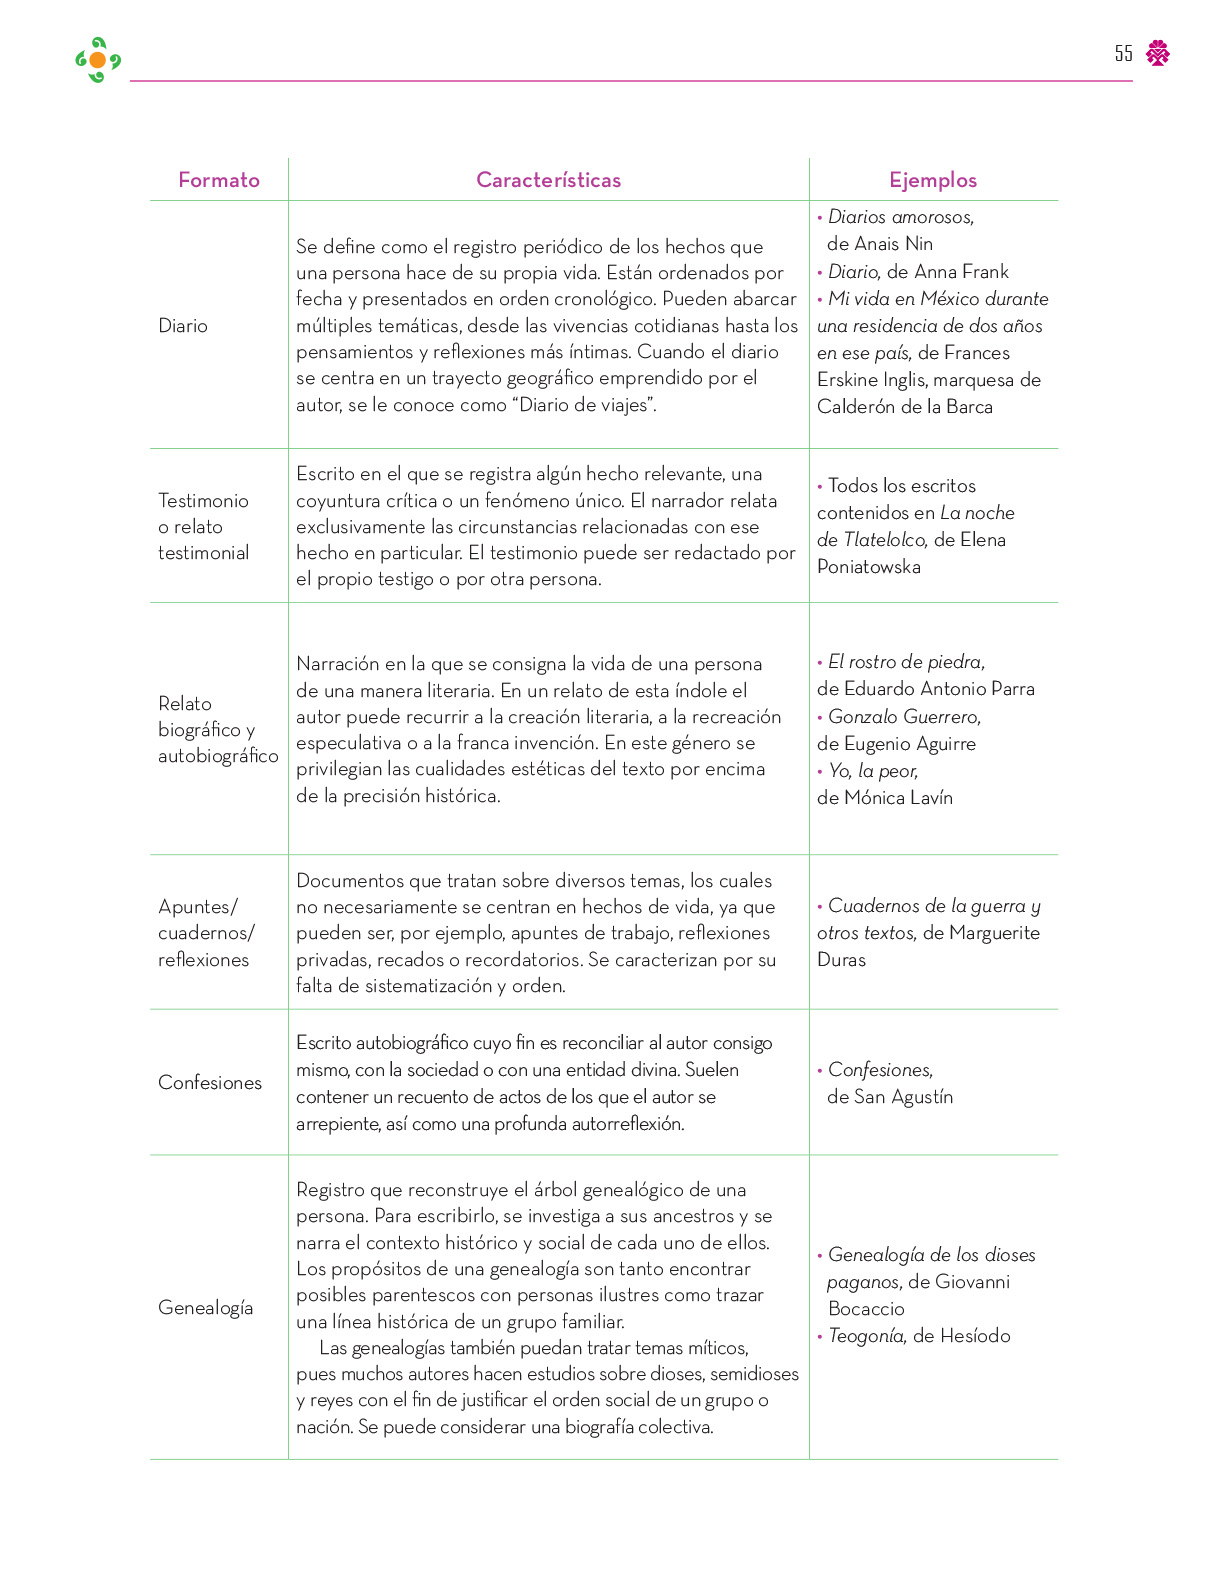 55
Formato
Características
Ejemplos
Diario
Se define como el registro periódico de los hechos que
una persona hace de su propia vida. Están ordenados por
fecha y presentados en orden cronológico. Pueden abarcar
múltiples temáticas, desde las vivencias cotidianas hasta los
pensamientos y reflexiones más íntimas. Cuando el diario
se centra en un trayecto geográfico emprendido por el
autor, se le conoce como “Diario de viajes”.
• Diarios amorosos,
de Anais Nin
• Diario, de Anna Frank
• Mi vida en México durante
una residencia de dos años
en ese país, de Frances
Erskine Inglis, marquesa de
Calderón de la Barca
Testimonio
o relato
testimonial
Escrito en el que se registra algún hecho relevante, una
coyuntura crítica o un fenómeno único. El narrador relata
exclusivamente las circunstancias relacionadas con ese
hecho en particular. El testimonio puede ser redactado por
el propio testigo o por otra persona.
• Todos los escritos
contenidos en La noche
de Tlatelolco, de Elena
Poniatowska
Relato
biográfico y
autobiográfico
Narración en la que se consigna la vida de una persona
de una manera literaria. En un relato de esta índole el
autor puede recurrir a la creación literaria, a la recreación
especulativa o a la franca invención. En este género se
privilegian las cualidades estéticas del texto por encima
de la precisión histórica.
• El rostro de piedra,
de Eduardo Antonio Parra
• Gonzalo Guerrero,
de Eugenio Aguirre
• Yo, la peor,
de Mónica Lavín
Apuntes/
cuadernos/
reflexiones
Documentos que tratan sobre diversos temas, los cuales
no necesariamente se centran en hechos de vida, ya que
pueden ser, por ejemplo, apuntes de trabajo, reflexiones
privadas, recados o recordatorios. Se caracterizan por su
falta de sistematización y orden.
• Cuadernos de la guerra y
otros textos, de Marguerite
Duras
Confesiones
Escrito autobiográfico cuyo fin es reconciliar al autor consigo
mismo, con la sociedad o con una entidad divina. Suelen
contener un recuento de actos de los que el autor se
arrepiente, así como una profunda autorreflexión.
• Confesiones,
de San Agustín
Genealogía
Registro que reconstruye el árbol genealógico de una
persona. Para escribirlo, se investiga a sus ancestros y se
narra el contexto histórico y social de cada uno de ellos.
Los propósitos de una genealogía son tanto encontrar
posibles parentescos con personas ilustres como trazar
una línea histórica de un grupo familiar.
Las genealogías también puedan tratar temas míticos,
pues muchos autores hacen estudios sobre dioses, semidioses
y reyes con el fin de justificar el orden social de un grupo o
nación. Se puede considerar una biografía colectiva.
• Genealogía de los dioses
paganos, de Giovanni
Bocaccio
• Teogonía, de Hesíodo